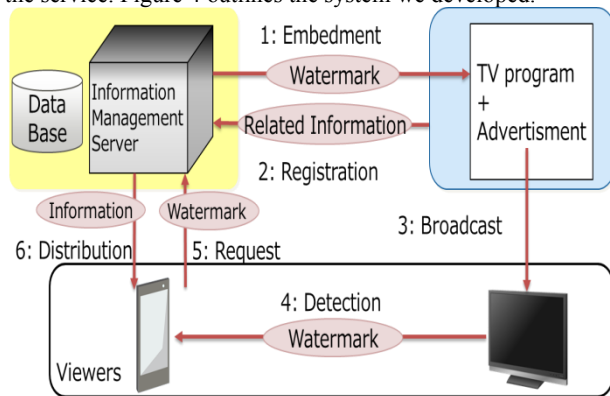 the service. Figure 4 outlines the system we developed.
1: Embedment
Watermark
TV program
+
Advertisment
Data
Base
Information
Management
Server
Related Information
2: Registration
Information
Watermark
3: Broadcast
6: Distribution
5: Request
4: Detection
Watermark
Viewers